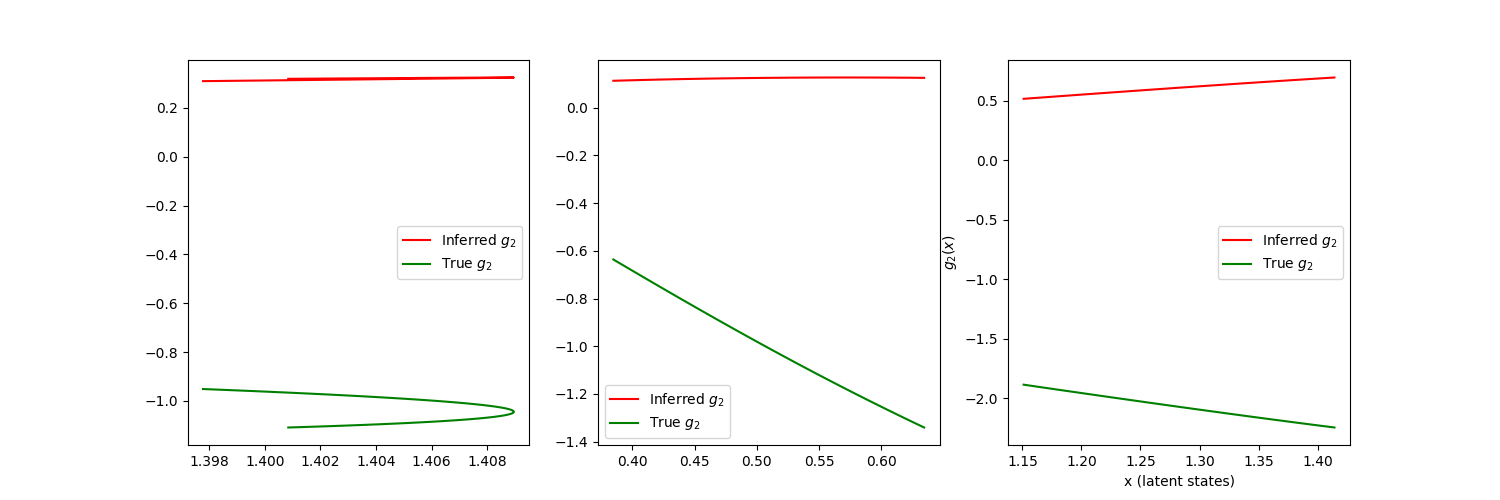 0.2
0.0
−0.2
−0.4
−0.6
−0.8
−1.0
1.398 1.400 1.402 1.404 1.406 1.408
Inferred g₂
True g₂
0.0
−0.2
−0.4
−0.6
−0.8
−1.0
−1.2
−1.4
0.40 0.45 0.50 0.55 0.60
Inferred g₂
True g₂
g₂(x)
0.5
0.0
−0.5
−1.0
−1.5
−2.0
1.15 1.20 1.25 1.30 1.35 1.40
x (latent states)
Inferred g₂
True g₂